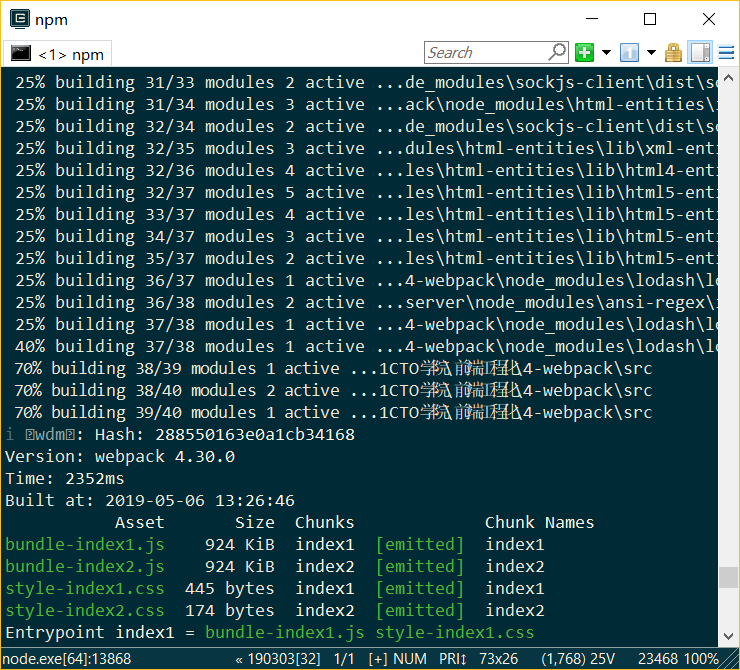 npm
<1> npm
Search
25% building 31/33 modules 2 active ...de_modules\sockjs-client\dist\so
25% building 31/34 modules 3 active ...ack\node_modules\html-entities\i
25% building 32/34 modules 2 active ...de_modules\sockjs-client\dist\so
25% building 32/35 modules 3 active ...dules\html-entities\lib\xml-enti
25% building 32/36 modules 4 active ...les\html-entities\lib\html4-enti
25% building 32/37 modules 5 active ...les\html-entities\lib\html5-enti
25% building 33/37 modules 4 active ...les\html-entities\lib\html5-enti
25% building 34/37 modules 3 active ...les\html-entities\lib\html5-enti
25% building 35/37 modules 2 active ...les\html-entities\lib\html5-enti
25% building 36/37 modules 1 active ...4-webpack\node_modules\lodash\lo
25% building 36/38 modules 2 active ...server\node_modules\ansi-regex\i
25% building 37/38 modules 1 active ...4-webpack\node_modules\lodash\lo
40% building 37/38 modules 1 active ...4-webpack\node_modules\lodash\lo
70% building 38/39 modules 1 active ...1CTO学院\前端工程化\4-webpack\src
70% building 38/40 modules 2 active ...1CTO学院\前端工程化\4-webpack\src
70% building 39/40 modules 1 active ...1CTO学院\前端工程化\4-webpack\src
i wdm: Hash: 288550163e0a1cb34168
Version: webpack 4.30.0
Time: 2352ms
Built at: 2019-05-06 13:26:46
Asset Size Chunks Chunk Names
bundle-index1.js 924 KiB index1 [emitted] index1
bundle-index2.js 924 KiB index2 [emitted] index2
style-index1.css 445 bytes index1 [emitted] index1
style-index2.css 174 bytes index2 [emitted] index2
Entrypoint index1 = bundle-index1.js style-index1.css
node.exe[64]:13868 « 190303[32] 1/1 [+] NUM PRI↕ 73x26 (1,768) 25V 23468 100%